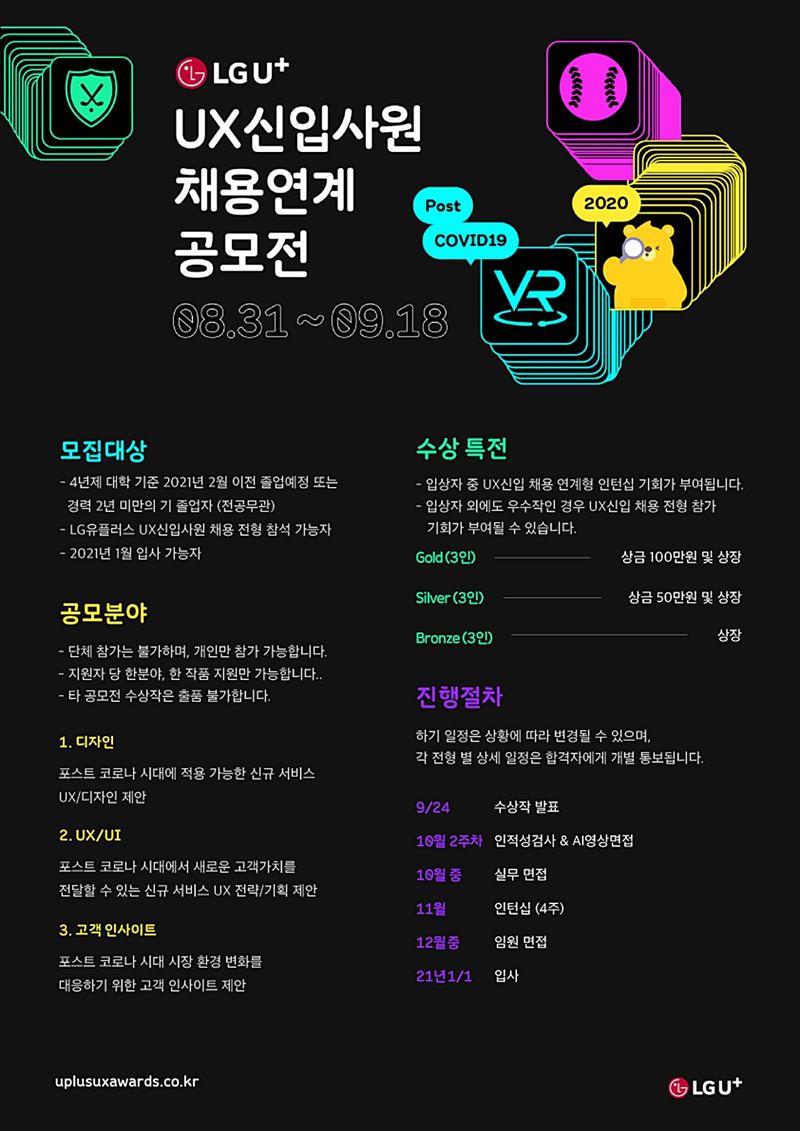 LG U+
UX신입사원
채용연계
공모전
08.31~09.18
Post
COVID19
2020
VR
모집대상
- 4년제 대학 기준 2021년 2월 이전 졸업예정 또는
경력 2년 미만의 기 졸업자 (전공무관)
- LG유플러스 UX신입사원 채용 전형 참석 가능자
- 2021년 1월 입사 가능자
공모분야
- 단체 참가는 불가하며, 개인만 참가 가능합니다.
- 지원자 당 한분야, 한 작품 지원만 가능합니다..
- 타 공모전 수상작은 출품 불가합니다.
1. 디자인
포스트 코로나 시대에 적용 가능한 신규 서비스
UX/디자인 제안
2. UX/UI
포스트 코로나 시대에서 새로운 고객가치를
전달할 수 있는 신규 서비스 UX 전략/기획 제안
3. 고객 인사이트
포스트 코로나 시대 시장 환경 변화를
대응하기 위한 고객 인사이트 제안
수상 특전
- 입상자 중 UX신입 채용 연계형 인턴십 기회가 부여됩니다.
- 입상자 외에도 우수작인 경우 UX신입 채용 전형 참가
기회가 부여될 수 있습니다.
Gold (3인) 상금 100만원 및 상장
Silver (3인) 상금 50만원 및 상장
Bronze (3인) 상장
진행절차
하기 일정은 상황에 따라 변경될 수 있으며,
각 전형 별 상세 일정은 합격자에게 개별 통보됩니다.
9/24 수상작 발표
10월 2주차 인적성검사 & AI영상면접
10월 중 실무 면접
11월 인턴십 (4주)
12월중 임원 면접
21년 1/1 입사
uplusuxawards.co.kr
LG U+